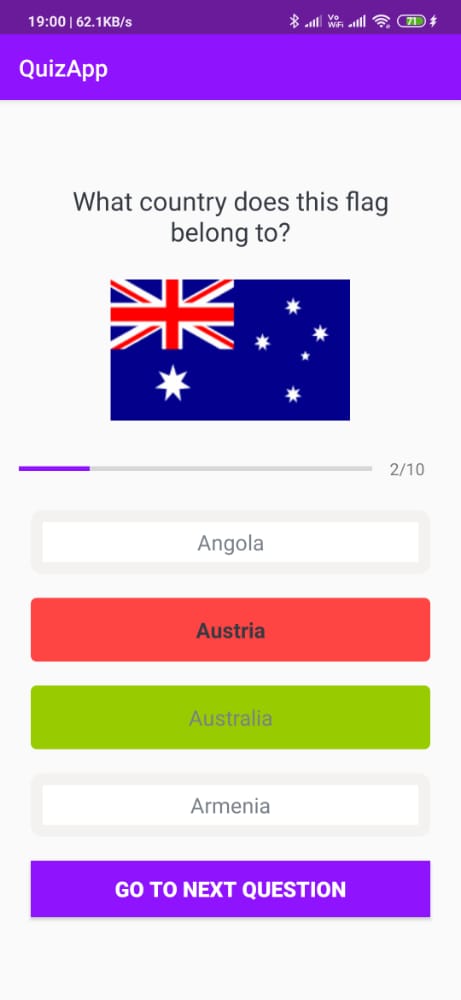 19:00 | 62.1KB/s
Vo
WiFi
71
QuizApp
What country does this flag
belong to?
2/10
Angola
Austria
Australia
Armenia
GO TO NEXT QUESTION